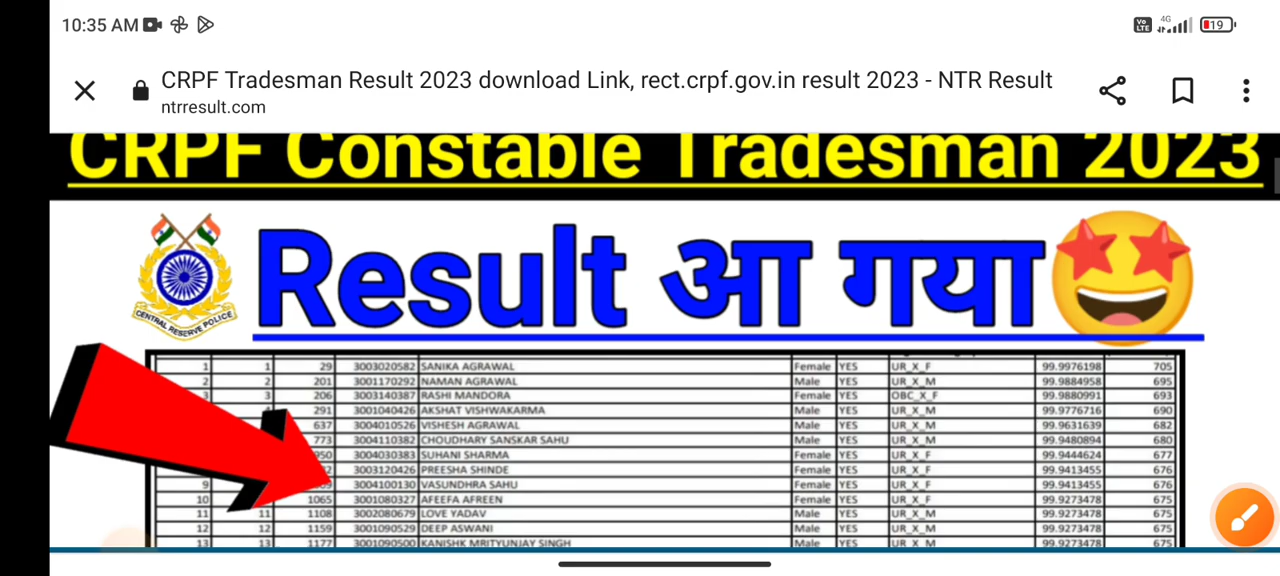 10:35 AM
Vo LTE 4G 19
CRPF Tradesman Result 2023 download Link, rect.crpf.gov.in result 2023 - NTR Result
ntrresult.com
CRPF Constable Tradesman 2023
Result आ गया
CENTRAL RESERVE POLICE
1 1 29 3003020582 SANIKA AGRAWAL Female YES UR_X_F 99.9976198 705
2 2 201 3001170292 NAMAN AGRAWAL Male YES UR_X_M 99.9884958 695
3 206 3003140387 RASHI MANDORA Female YES OBC_X_F 99.9880991 693
291 3001040426 AKSHAT VISHWAKARMA Male YES UR_X_M 99.9776716 690
637 3004010526 VISHESH AGRAWAL Male YES UR_X_M 99.9631639 682
773 3004110382 CHOUDHARY SANSKAR SAHU Male YES UR_X_M 99.9480894 680
950 3004030383 SUHANI SHARMA Female YES UR_X_F 99.9444624 677
3003120426 PREESHA SHINDE Female YES UR_X_F 99.9413455 676
9 3004100130 VASUNDHRA SAHU Female YES UR_X_F 99.9413455 676
10 1065 3001080327 AFEEFA AFREEN Female YES UR_X_F 99.9273478 675
11 11 1108 3002080679 LOVE YADAV Male YES UR_X_M 99.9273478 675
12 12 1159 3001090529 DEEP ASWANI Male YES UR_X_M 99.9273478 675
13 13 1177 3001090500 KANISHK MRITYUNJAY SINGH Male YES UR_X_M 99.9273478 675